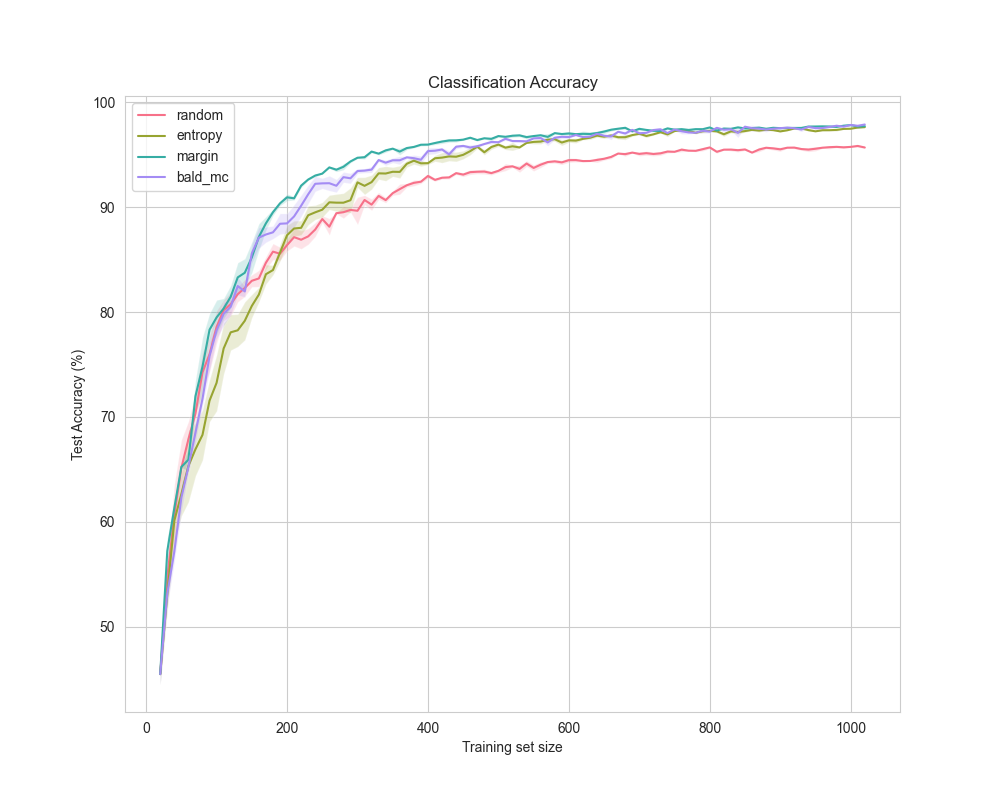 Classification Accuracy
random
entropy
margin
bald_mc
100
90
80
70
60
50
Test Accuracy (%)
0 200 400 600 800 1000
Training set size